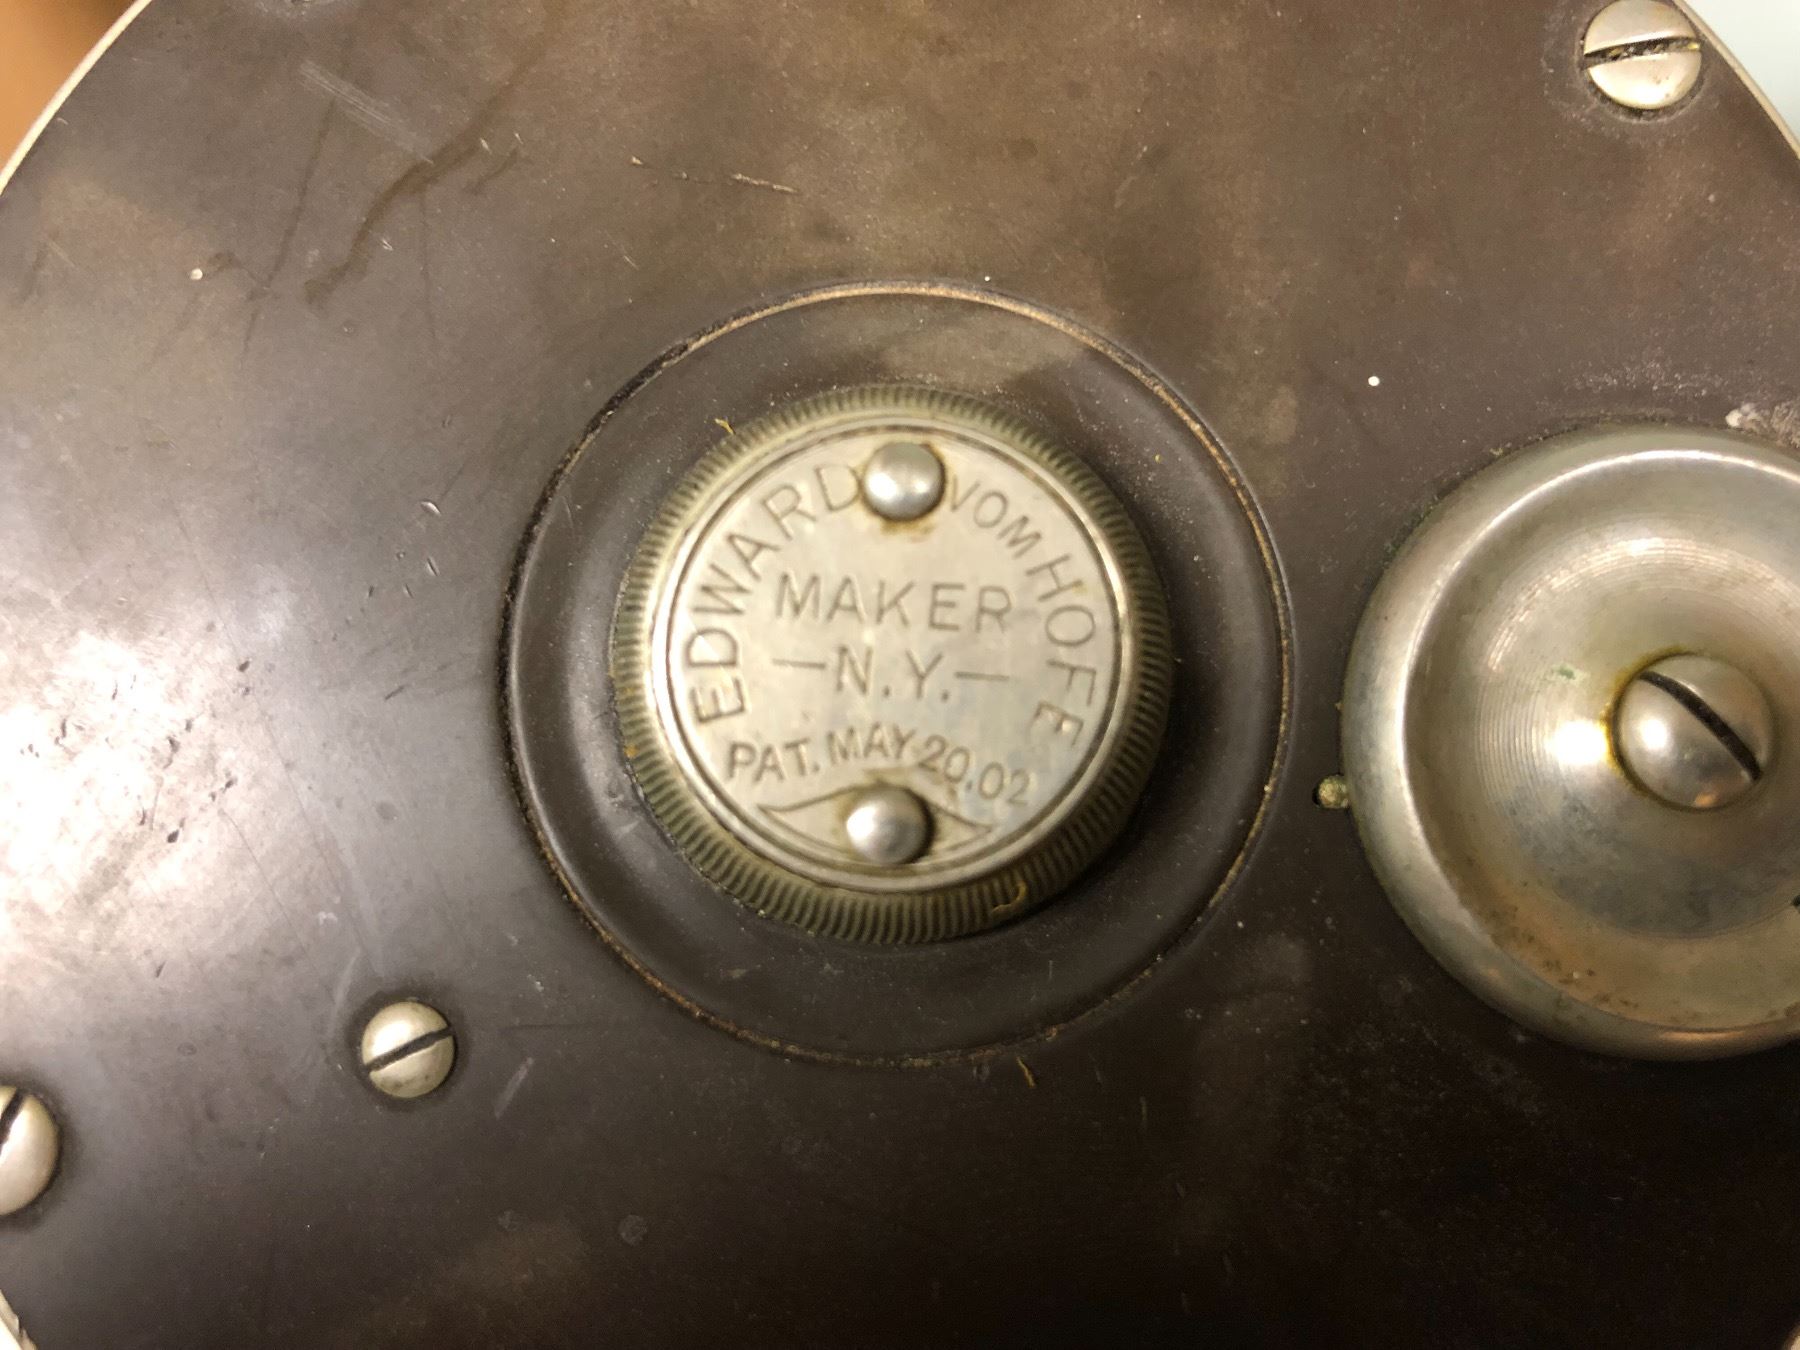 EDWARD VOM HOFE
MAKER
—N.Y.—
PAT. MAY 20.02